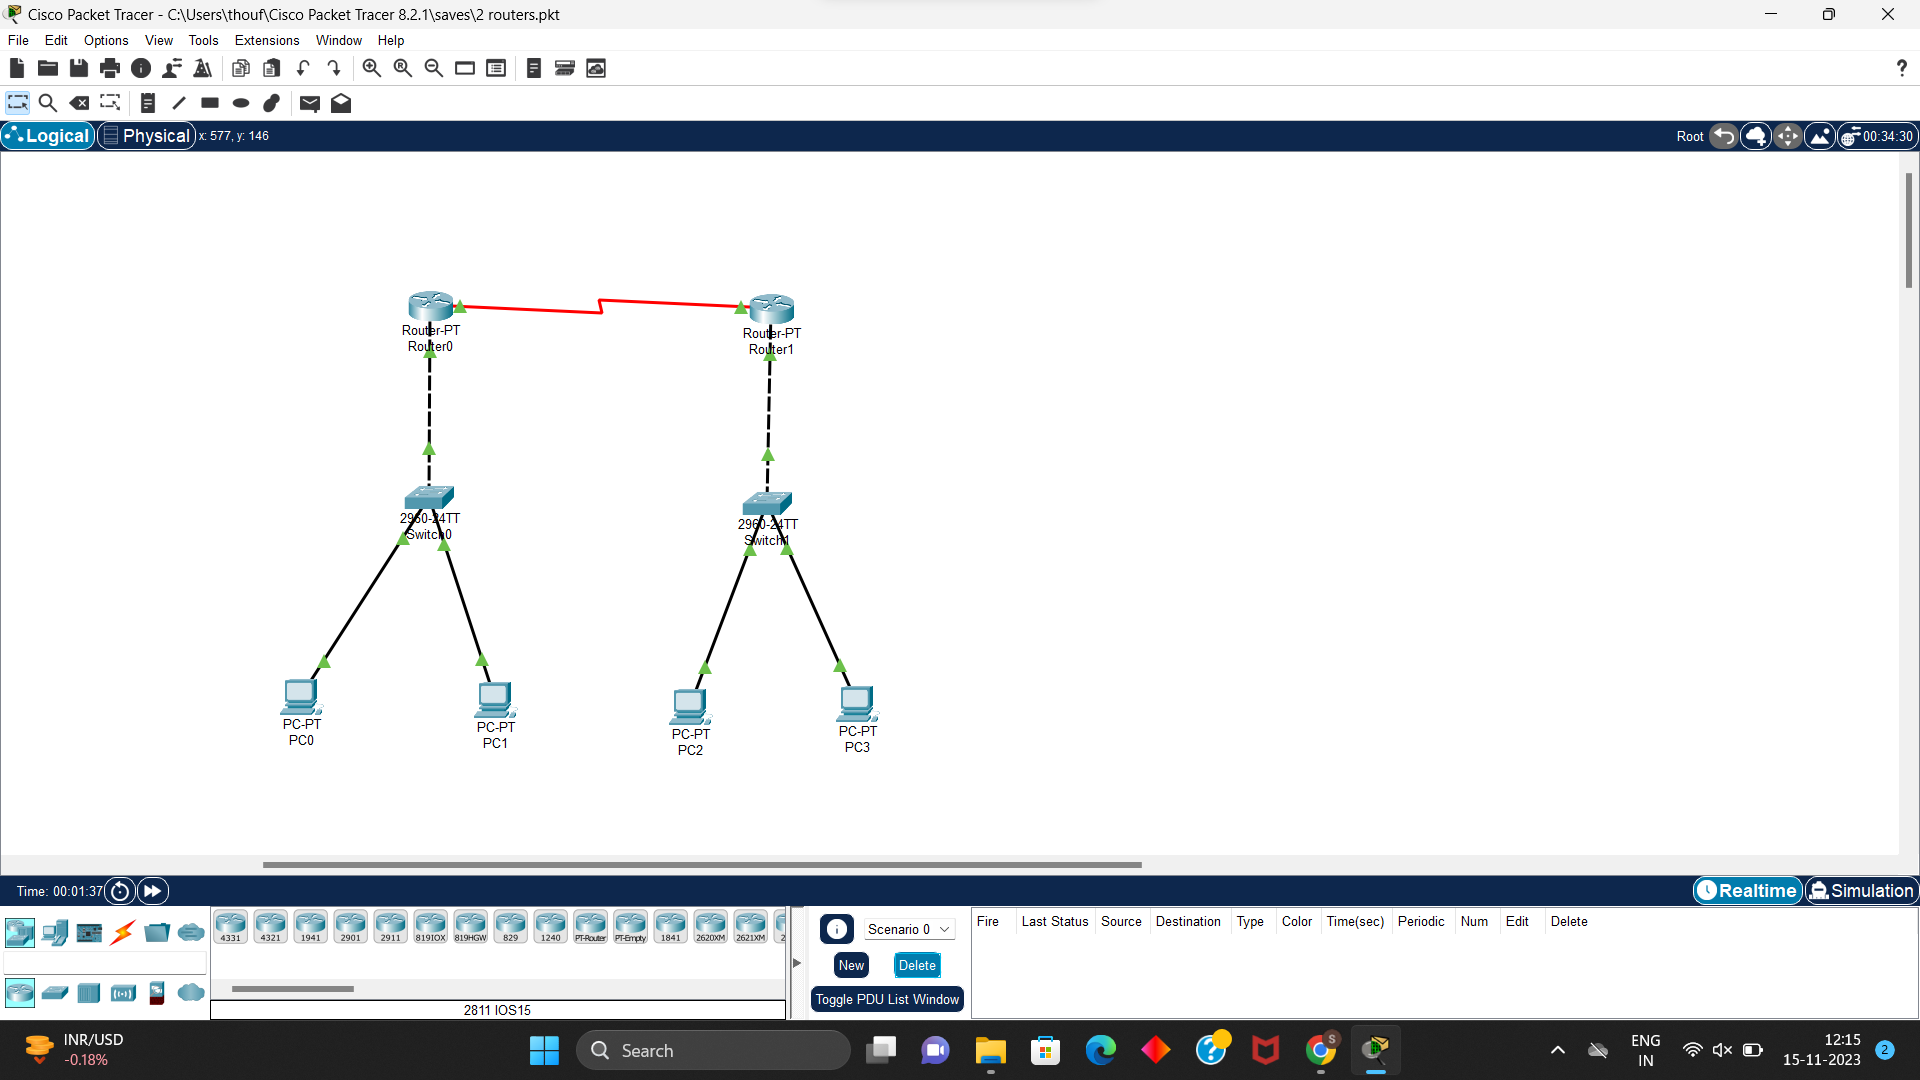 Cisco Packet Tracer - C:\Users\thouf\Cisco Packet Tracer 8.2.1\saves\2 routers.pkt
File Edit Options View Tools Extensions Window Help
?
Logical Physical x: 577, y: 146 Root 00:34:30
Router-PT
Router0
Router-PT
Router1
2960-24TT
Switch0
2960-24TT
Switch1
PC-PT
PC0
PC-PT
PC1
PC-PT
PC2
PC-PT
PC3
Time: 00:01:37 Realtime Simulation
4331 4321 1941 2901 2911 819IOX 819HGW 829 1240 PT-Router PT-Empty 1841 2620XM 2621XM 2
2811 IOS15
Scenario 0
New Delete
Toggle PDU List Window
Fire Last Status Source Destination Type Color Time(sec) Periodic Num Edit Delete
INR/USD
-0.18%
Search
S
ENG
IN
12:15
15-11-2023
2